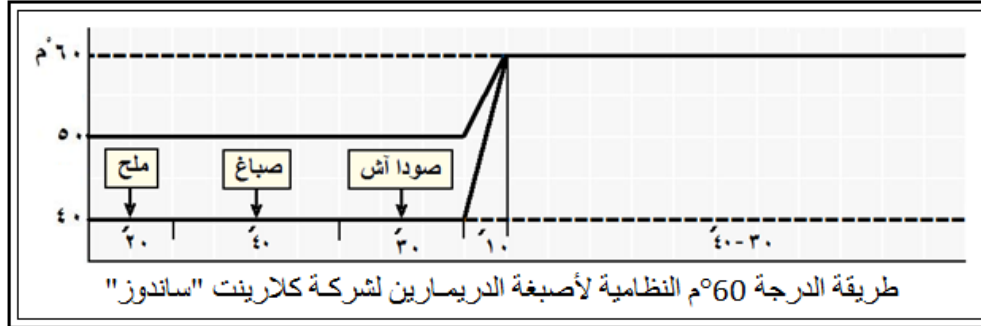 ٦٠°م
٥٠
ملح صباغ صودا آش
٤٠
٢٠َ ٤٠َ ٣٠َ ١٠َ ٣٠-٤٠َ
طريقة الدرجة 60°م النظامية لأصبغة الدريمارين لشركة كلارينت "ساندوز"